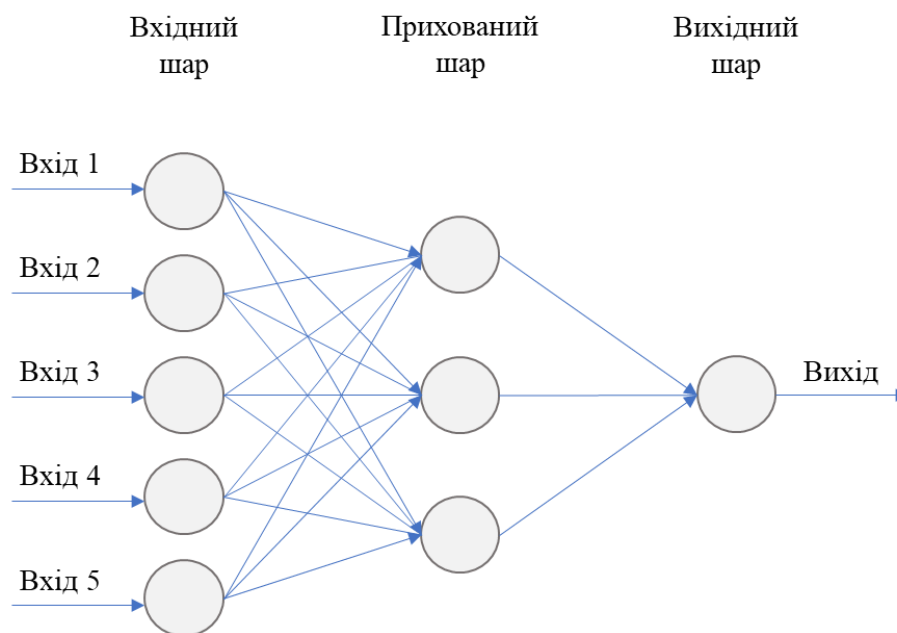 Вхідний
шар
Прихований
шар
Вихідний
шар
Вхід 1
Вхід 2
Вхід 3
Вихід
Вхід 4
Вхід 5